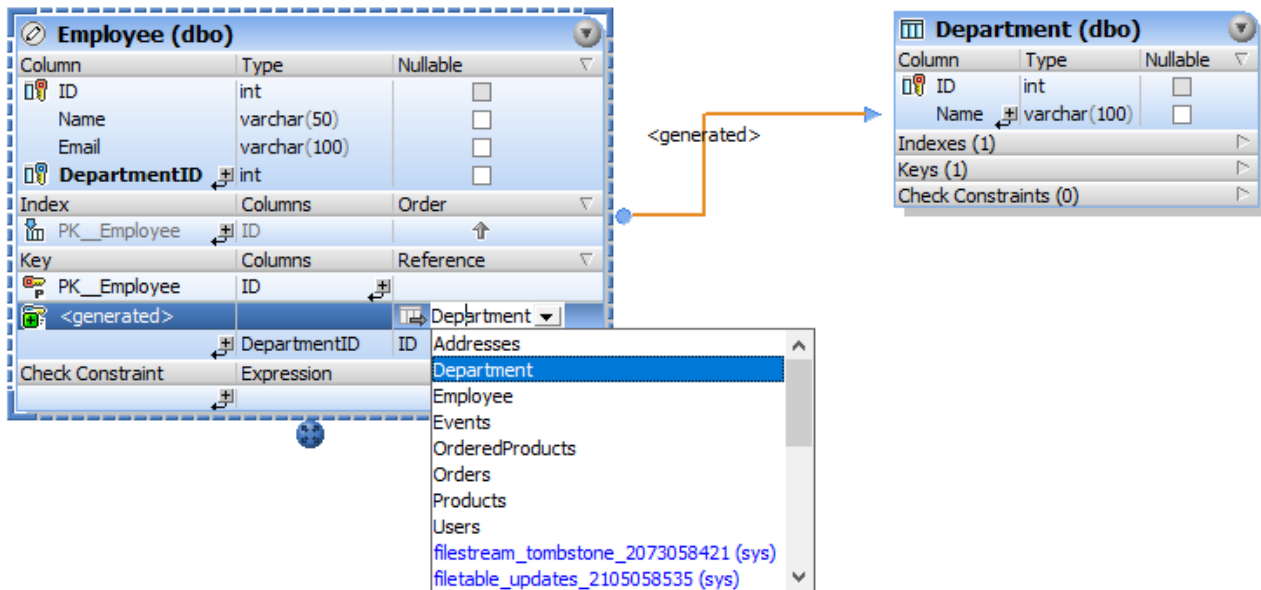 Employee (dbo)
Column Type Nullable
ID int
Name varchar(50)
Email varchar(100)
DepartmentID int
Index Columns Order
PK__Employee ID
Key Columns Reference
PK__Employee ID
<generated> Department
DepartmentID ID
Check Constraint Expression
Addresses
Department
Employee
Events
OrderedProducts
Orders
Products
Users
filestream_tombstone_2073058421 (sys)
filetable_updates_2105058535 (sys)
<generated>
Department (dbo)
Column Type Nullable
ID int
Name varchar(100)
Indexes (1)
Keys (1)
Check Constraints (0)